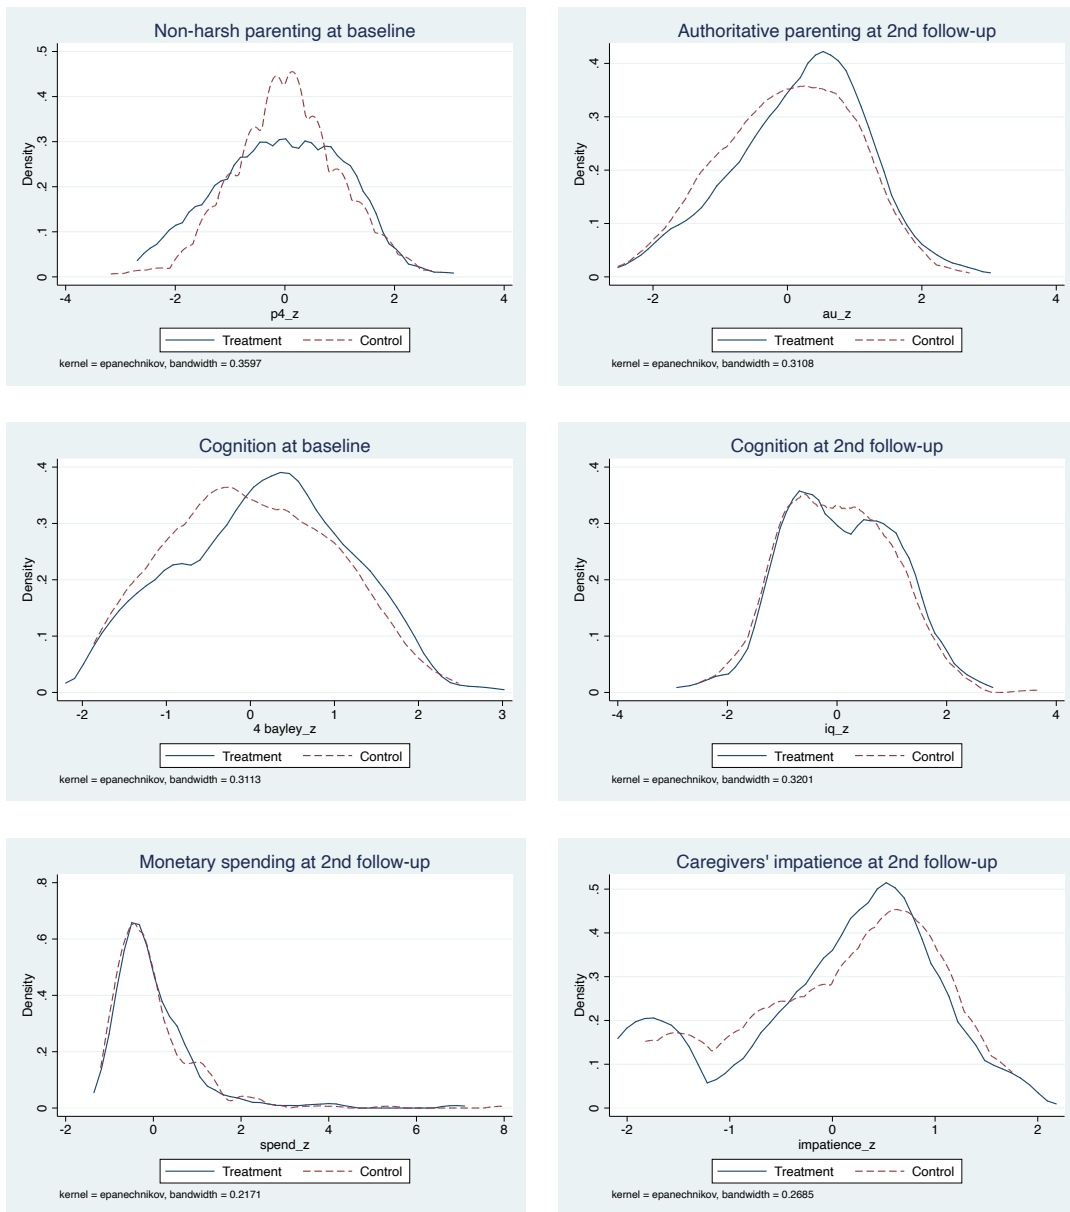 Non-harsh parenting at baseline
Density
.5
.4
.3
.2
.1
0
-4 -2 0 2 4
p4_z
Treatment Control
kernel = epanechnikov, bandwidth = 0.3597
Authoritative parenting at 2nd follow-up
Density
.4
.3
.2
.1
0
-2 0 2 4
au_z
Treatment Control
kernel = epanechnikov, bandwidth = 0.3108
Cognition at baseline
Density
.4
.3
.2
.1
0
-2 -1 0 1 2 3
4 bayley_z
Treatment Control
kernel = epanechnikov, bandwidth = 0.3113
Cognition at 2nd follow-up
Density
.4
.3
.2
.1
0
-4 -2 0 2 4
iq_z
Treatment Control
kernel = epanechnikov, bandwidth = 0.3201
Monetary spending at 2nd follow-up
Density
.8
.6
.4
.2
0
-2 0 2 4 6 8
spend_z
Treatment Control
kernel = epanechnikov, bandwidth = 0.2171
Caregivers' impatience at 2nd follow-up
Density
.5
.4
.3
.2
.1
0
-2 -1 0 1 2
impatience_z
Treatment Control
kernel = epanechnikov, bandwidth = 0.2685